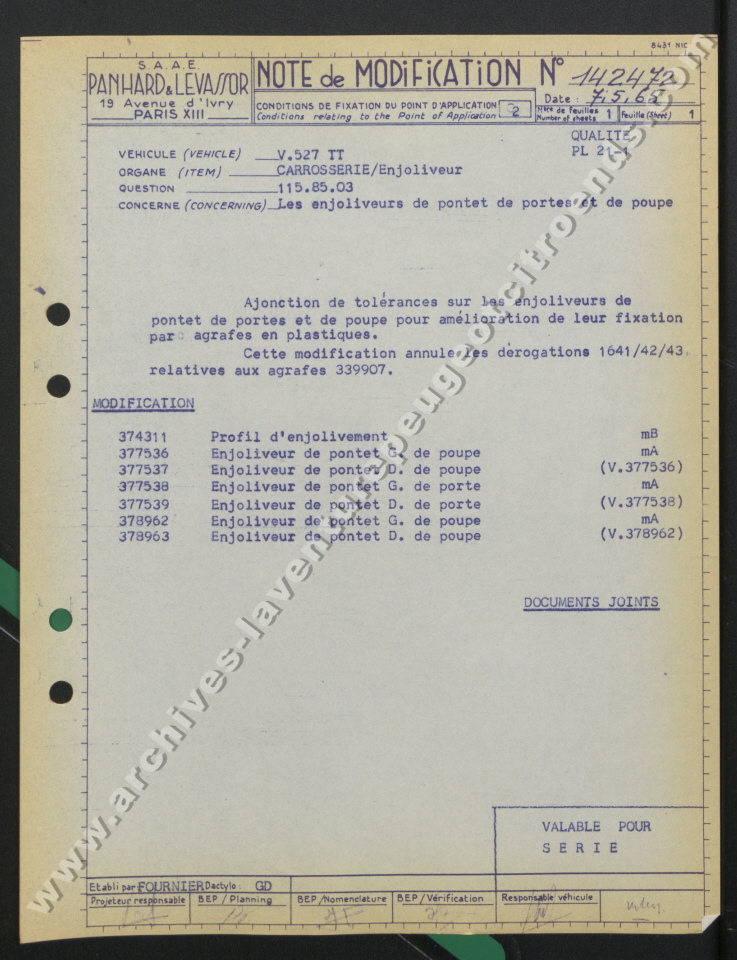 8431 NIC
S.A.A.E.
PANHARD & LEVASSOR
19 Avenue d'Ivry
PARIS XIII
NOTE de MODIFICATION N° 142472
CONDITIONS DE FIXATION DU POINT D'APPLICATION
Conditions relating to the Point of Application
2
Date : 7.5.65
Nbre de feuilles
Number of sheets 1
Feuille (Sheet) 1
QUALITE
PL 21-1
VEHICULE (VEHICLE) V.527 TT
ORGANE (ITEM) CARROSSERIE/Enjoliveur
QUESTION 115.85.03
CONCERNE (CONCERNING) Les enjoliveurs de pontet de portes et de poupe
Ajonction de tolérances sur les enjoliveurs de
pontet de portes et de poupe pour amélioration de leur fixation
par agrafes en plastiques.
Cette modification annule les dérogations 1641/42/43,
relatives aux agrafes 339907.
MODIFICATION
374311 Profil d'enjolivement mB
377536 Enjoliveur de pontet G. de poupe mA
377537 Enjoliveur de pontet D. de poupe (V.377536)
377538 Enjoliveur de pontet G. de porte mA
377539 Enjoliveur de pontet D. de porte (V.377538)
378962 Enjoliveur de pontet G. de poupe mA
378963 Enjoliveur de pontet D. de poupe (V.378962)
DOCUMENTS JOINTS
VALABLE POUR
SERIE
Etabli par FOURNIER Dactylo : GD
Projeteur responsable
BEP / Planning
BEP / Nomenclature
BEP / Vérification
Responsable véhicule
www.archives-laventurepeugeotcitroends.com